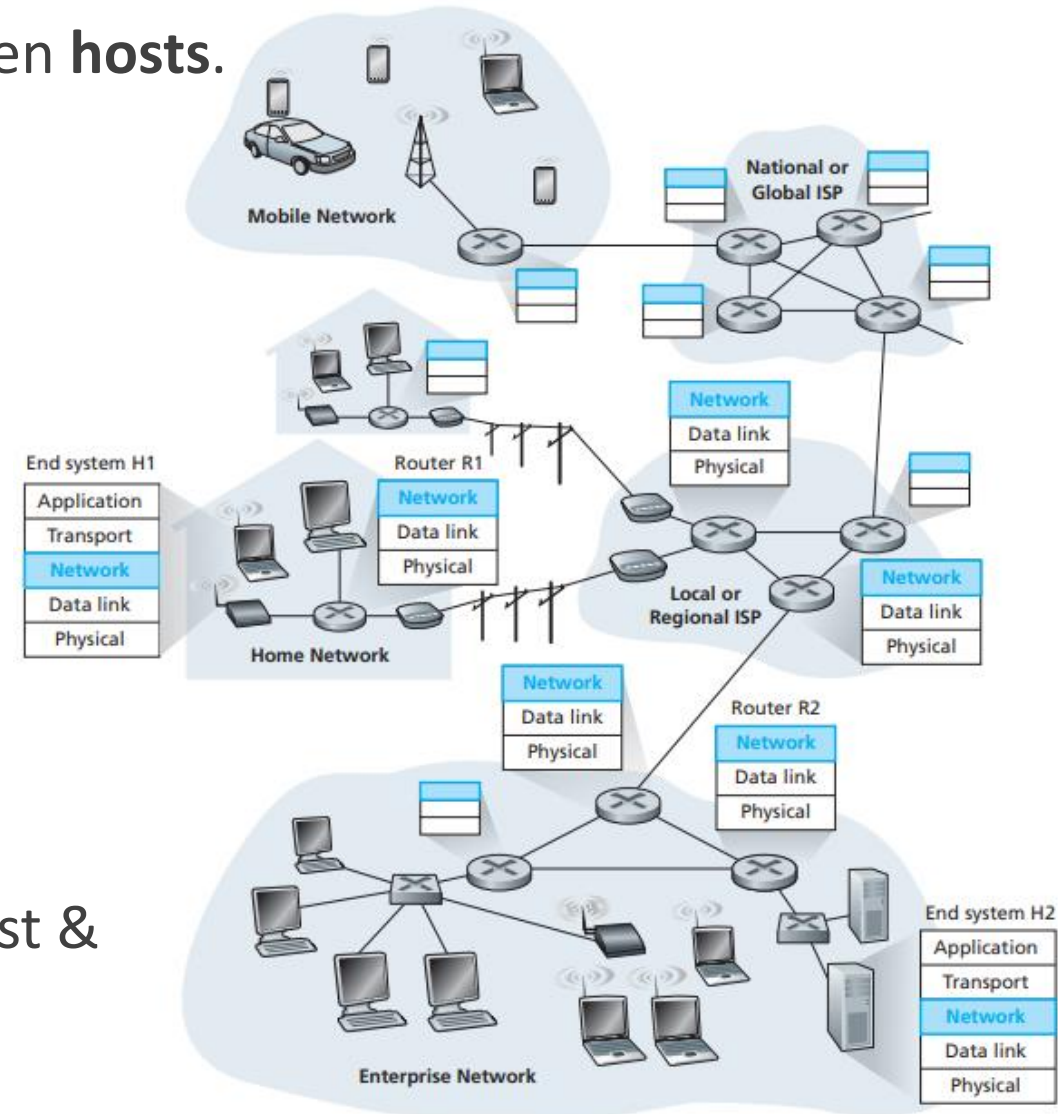 en hosts.
National or
Global ISP
Mobile Network
Network
Data link
Physical
End system H1
Application
Transport
Network
Data link
Physical
Router R1
Network
Data link
Physical
Local or
Regional ISP
Network
Data link
Physical
Home Network
Network
Data link
Physical
Router R2
Network
Data link
Physical
st &
End system H2
Application
Transport
Network
Data link
Physical
Enterprise Network